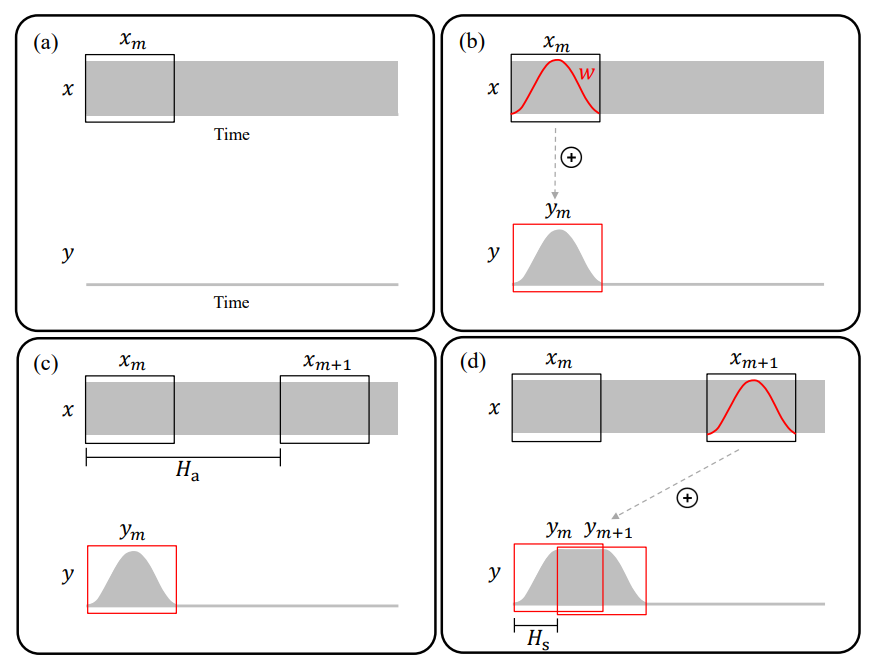 (a)
x_m
x
Time
y
Time
(b)
x_m
w
x
+
y_m
y
(c)
x_m x_{m+1}
x
H_a
y_m
y
(d)
x_m x_{m+1}
x
+
y_m y_{m+1}
y
H_s